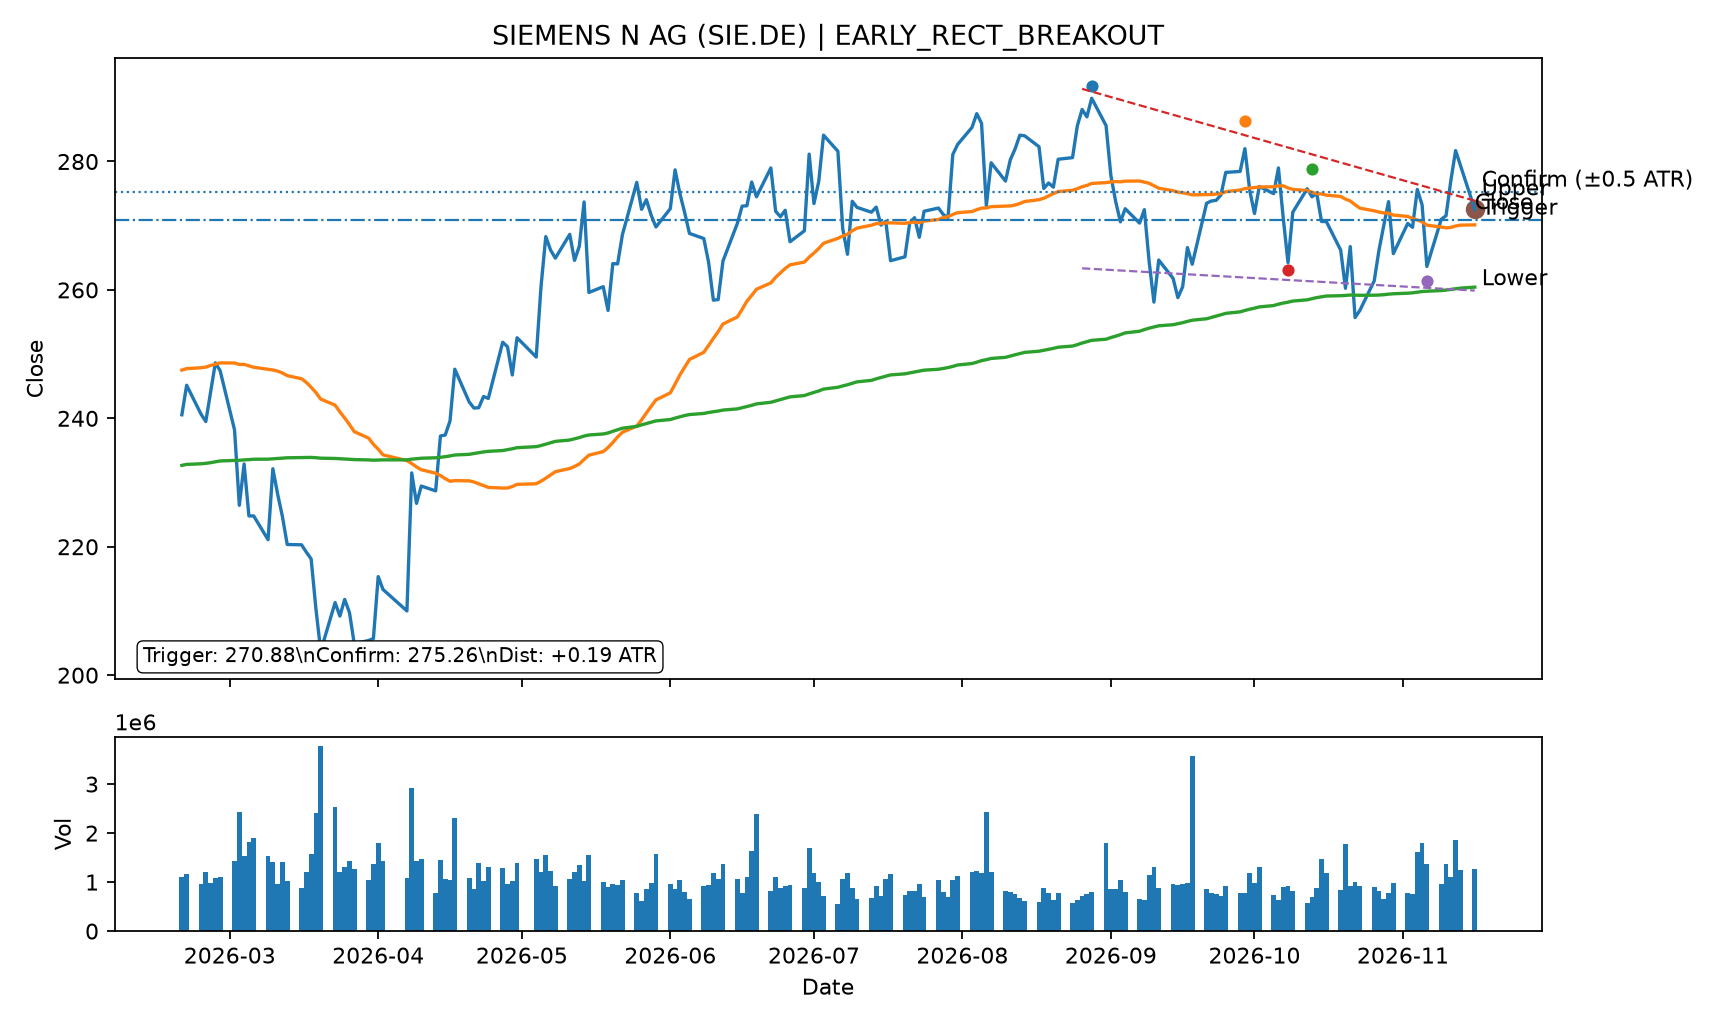 SIEMENS N AG (SIE.DE) | EARLY_RECT_BREAKOUT
Close
280
260
240
220
200
Confirm (±0.5 ATR)
Upper
Close
Trigger
Lower
Trigger: 270.88\nConfirm: 275.26\nDist: +0.19 ATR
1e6
Vol
3
2
1
0
2026-03
2026-04
2026-05
2026-06
2026-07
2026-08
2026-09
2026-10
2026-11
Date